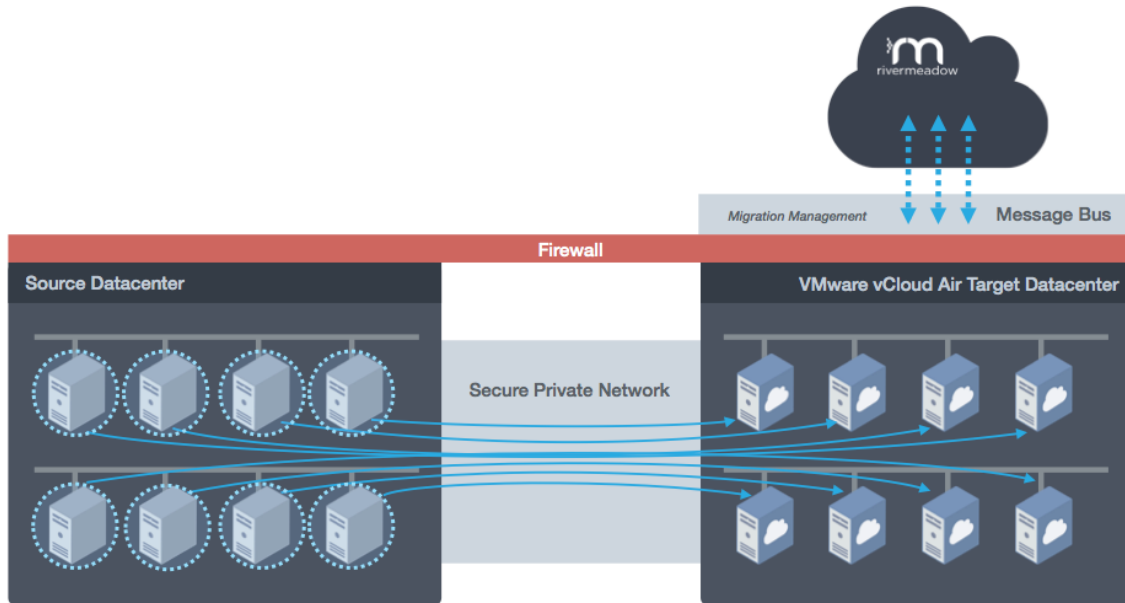 rivermeadow
Migration Management
Message Bus
Firewall
Source Datacenter
VMware vCloud Air Target Datacenter
Secure Private Network